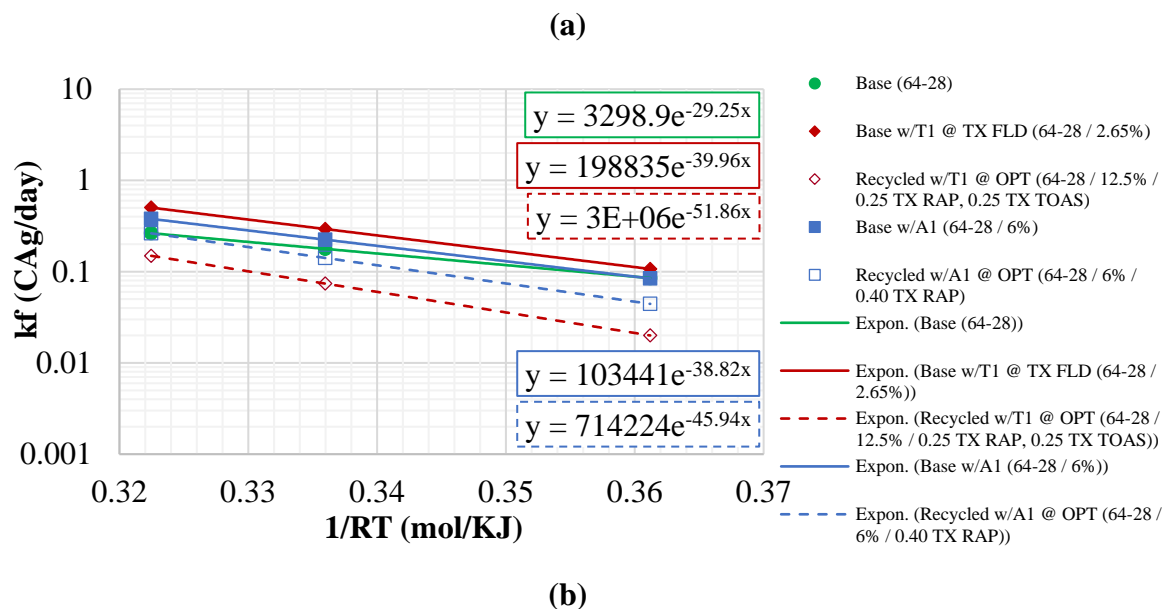 (a)
10
1
0.1
0.01
0.001
kf (CAg/day)
0.32
0.33
0.34
0.35
0.36
0.37
1/RT (mol/KJ)
y = 3298.9e-29.25x
y = 198835e-39.96x
y = 3E+06e-51.86x
y = 103441e-38.82x
y = 714224e-45.94x
Base (64-28)
Base w/T1 @ TX FLD (64-28 / 2.65%)
Recycled w/T1 @ OPT (64-28 / 12.5% /
0.25 TX RAP, 0.25 TX TOAS)
Base w/A1 (64-28 / 6%)
Recycled w/A1 @ OPT (64-28 / 6% /
0.40 TX RAP)
Expon. (Base (64-28))
Expon. (Base w/T1 @ TX FLD (64-28 /
2.65%))
Expon. (Recycled w/T1 @ OPT (64-28 /
12.5% / 0.25 TX RAP, 0.25 TX TOAS))
Expon. (Base w/A1 (64-28 / 6%))
Expon. (Recycled w/A1 @ OPT (64-28 /
6% / 0.40 TX RAP))
(b)